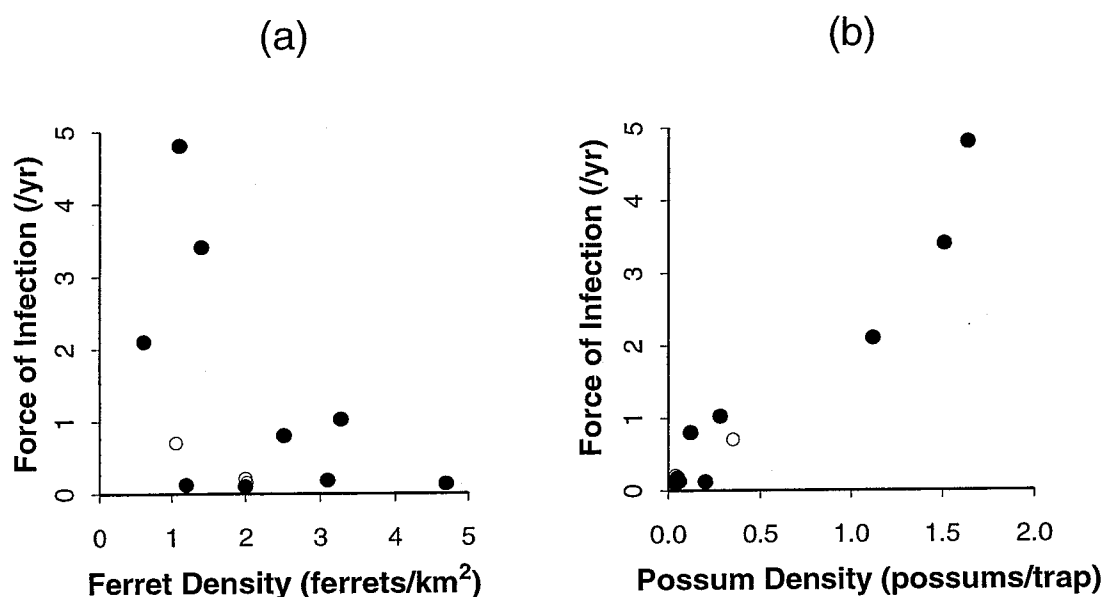 (a)
5
4
3
2
1
0
Force of Infection (/yr)
0 1 2 3 4 5
Ferret Density (ferrets/km²)
(b)
5
4
3
2
1
0
Force of Infection (/yr)
0.0 0.5 1.0 1.5 2.0
Possum Density (possums/trap)